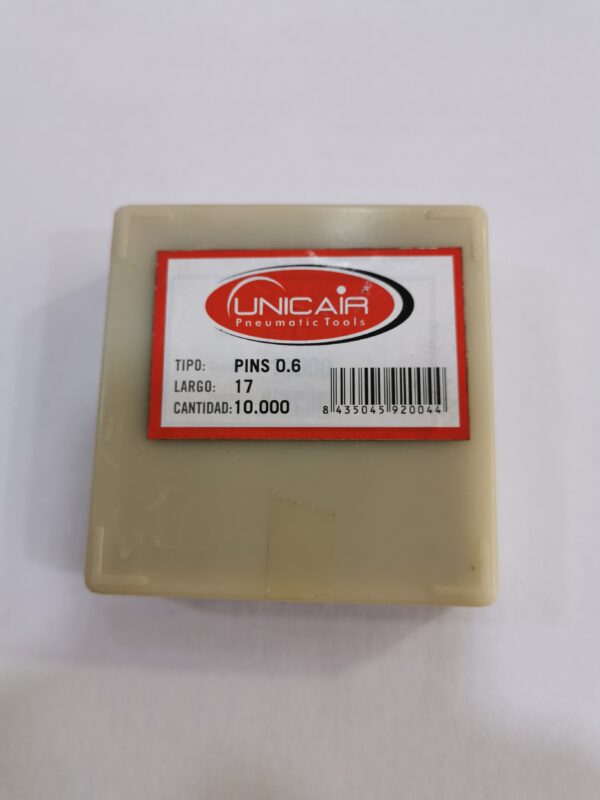 UNICAIR
Pneumatic Tools
TIPO: PINS 0.6
LARGO: 17
CANTIDAD: 10.000
8 435045 920044